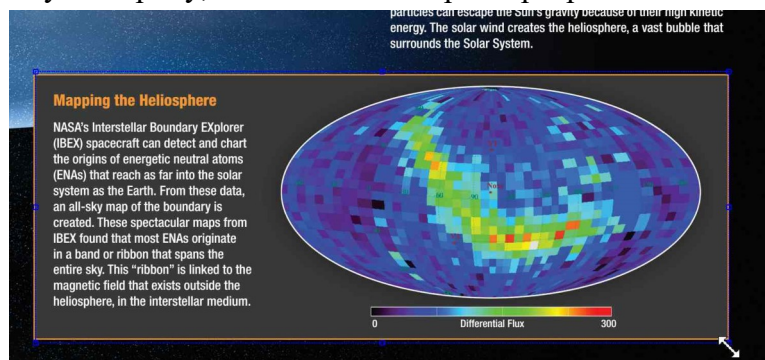 particles can escape the Sun's gravity because of their high kinetic
energy. The solar wind creates the heliosphere, a vast bubble that
surrounds the Solar System.
Mapping the Heliosphere
NASA's Interstellar Boundary EXplorer
(IBEX) spacecraft can detect and chart
the origins of energetic neutral atoms
(ENAs) that reach as far into the solar
system as the Earth. From these data,
an all-sky map of the boundary is
created. These spectacular maps from
IBEX found that most ENAs originate
in a band or ribbon that spans the
entire sky. This “ribbon” is linked to the
magnetic field that exists outside the
heliosphere, in the interstellar medium.
0 Differential Flux 300